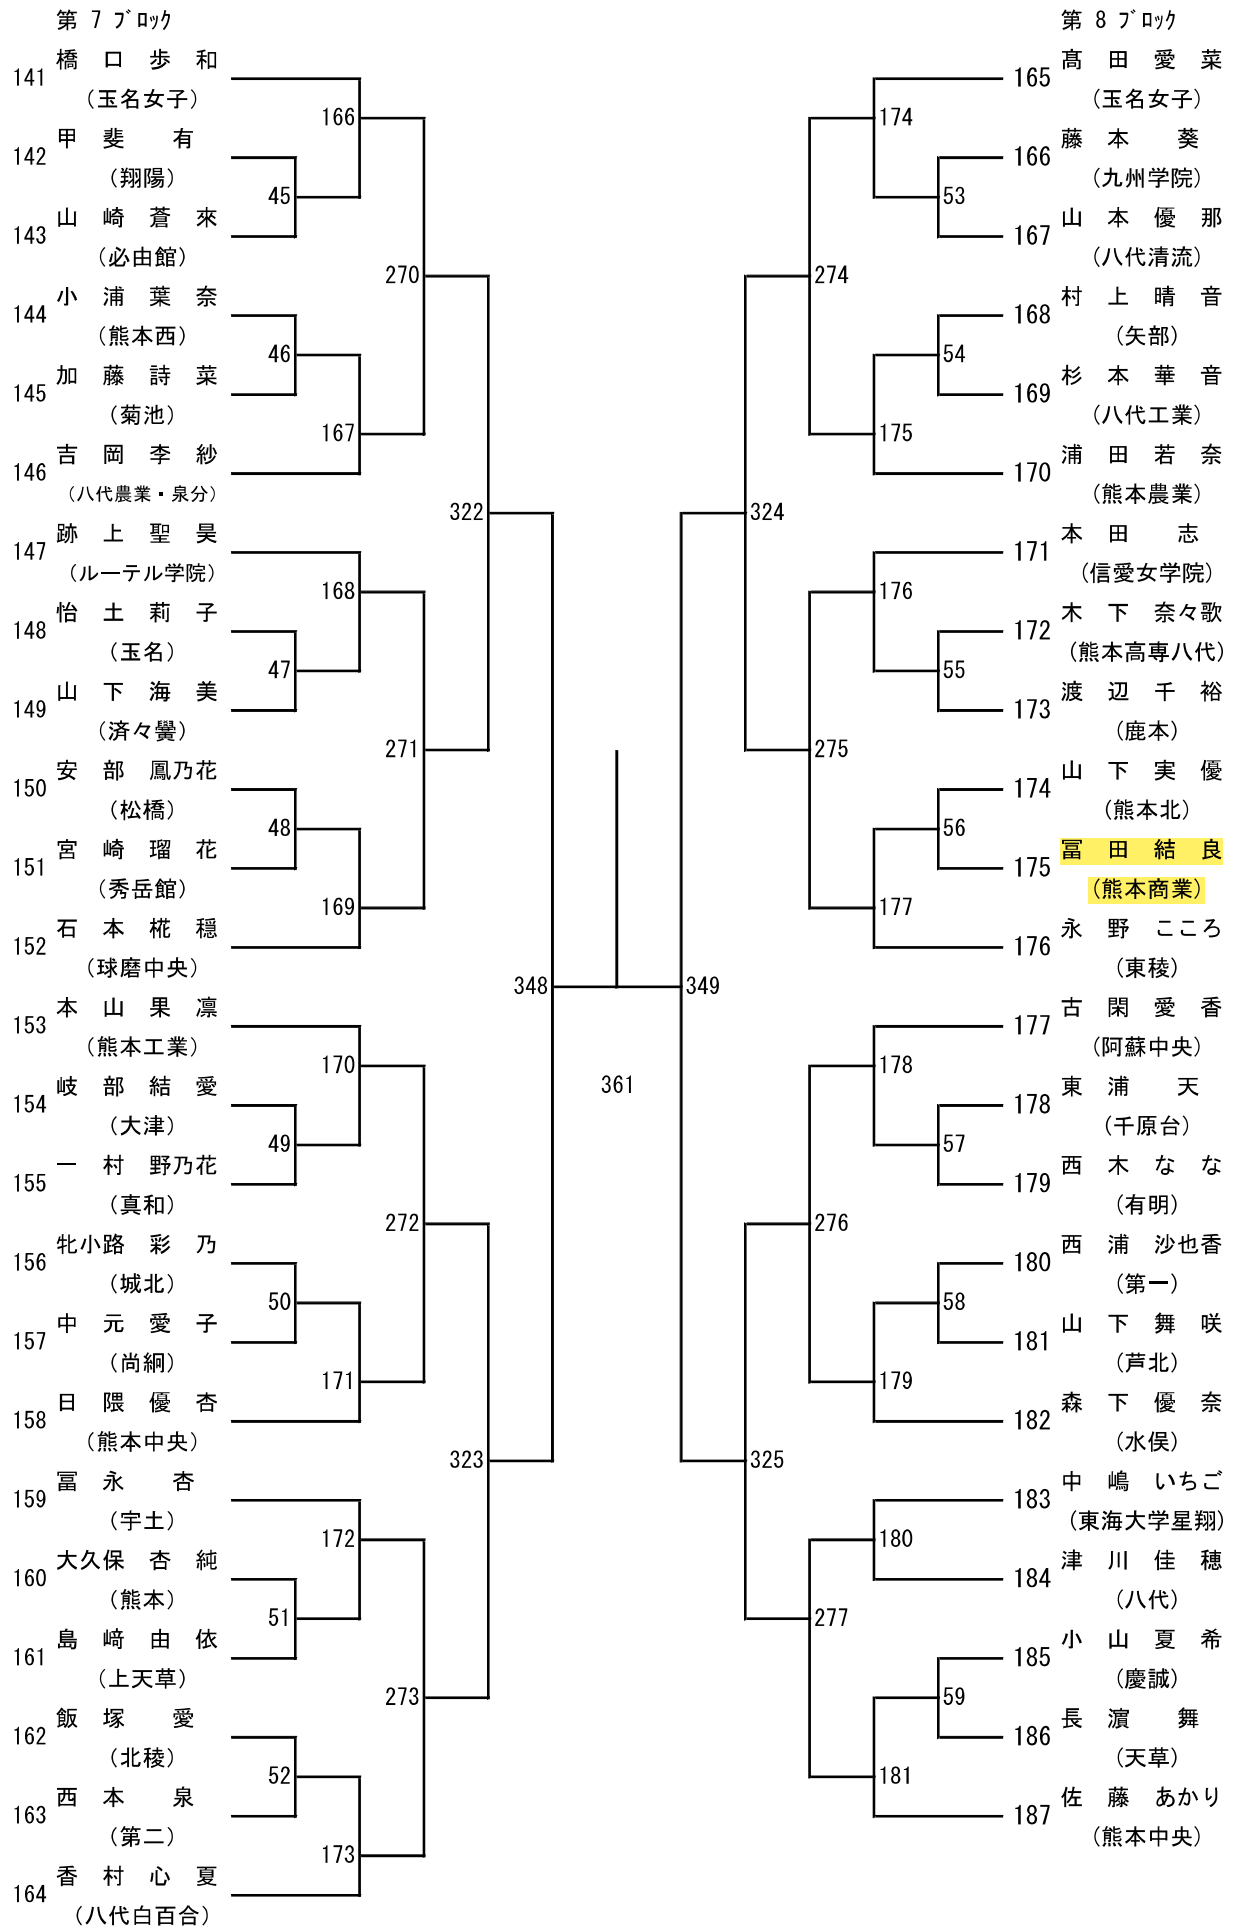 第 7 ブロック
橋口歩和
141
(玉名女子)
166
甲斐 有
142
(翔陽)
45
山崎蒼來
143
(必由館)
270
小浦葉奈
144
(熊本西)
46
加藤詩菜
145
(菊池)
167
吉岡李紗
146
(八代農業・泉分)
322
跡上聖昊
147
(ルーテル学院)
168
怡土莉子
148
(玉名)
47
山下海美
149
(済々黌)
271
安部 鳳乃花
150
(松橋)
48
宮崎瑠花
151
(秀岳館)
169
石本椛穏
152
(球磨中央)
348
本山果凛
153
(熊本工業)
170
岐部結愛
154
(大津)
49
一村 野乃花
155
(真和)
272
牝小路 彩乃
156
(城北)
50
中元愛子
157
(尚絅)
171
日隈優杏
158
(熊本中央)
323
冨永 杏
159
(宇土)
172
大久保 杏純
160
(熊本)
51
島﨑由依
161
(上天草)
273
飯塚 愛
162
(北稜)
52
西本 泉
163
(第二)
173
香村心夏
164
(八代白百合)
361
第 8 ブロック
髙田愛菜
165
(玉名女子)
174
藤本 葵
166
(九州学院)
53
山本優那
167
(八代清流)
274
村上晴音
168
(矢部)
54
杉本華音
169
(八代工業)
175
浦田若奈
170
(熊本農業)
324
本田 志
171
(信愛女学院)
176
木下 奈々歌
172
(熊本高専八代)
55
渡辺千裕
173
(鹿本)
275
山下実優
174
(熊本北)
56
冨田結良
175
(熊本商業)
177
永野 こころ
176
(東稜)
349
古閑愛香
177
(阿蘇中央)
178
東浦 天
178
(千原台)
57
西木なな
179
(有明)
276
西浦 沙也香
180
(第一)
58
山下舞咲
181
(芦北)
179
森下優奈
182
(水俣)
325
中嶋 いちご
183
(東海大学星翔)
180
津川佳穂
184
(八代)
277
小山夏希
185
(慶誠)
59
長濵 舞
186
(天草)
181
佐藤 あかり
187
(熊本中央)